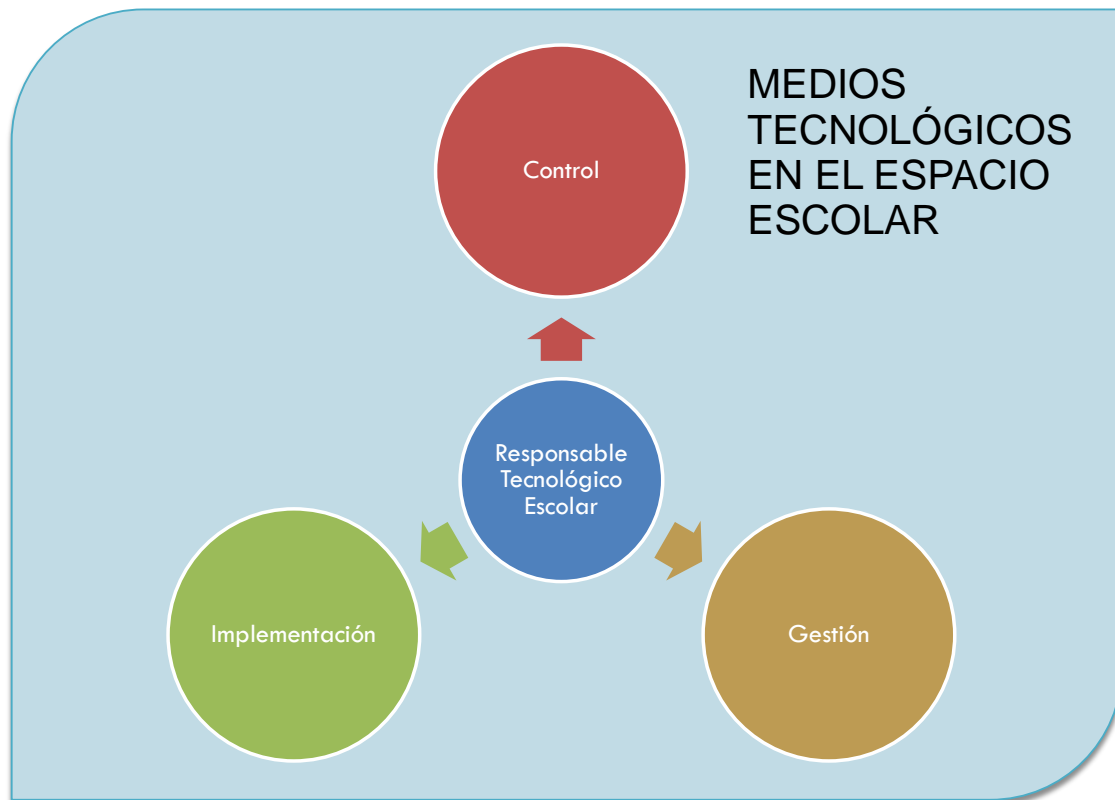 MEDIOS
TECNOLÓGICOS
EN EL ESPACIO
ESCOLAR
Control
Responsable
Tecnológico
Escolar
Implementación
Gestión